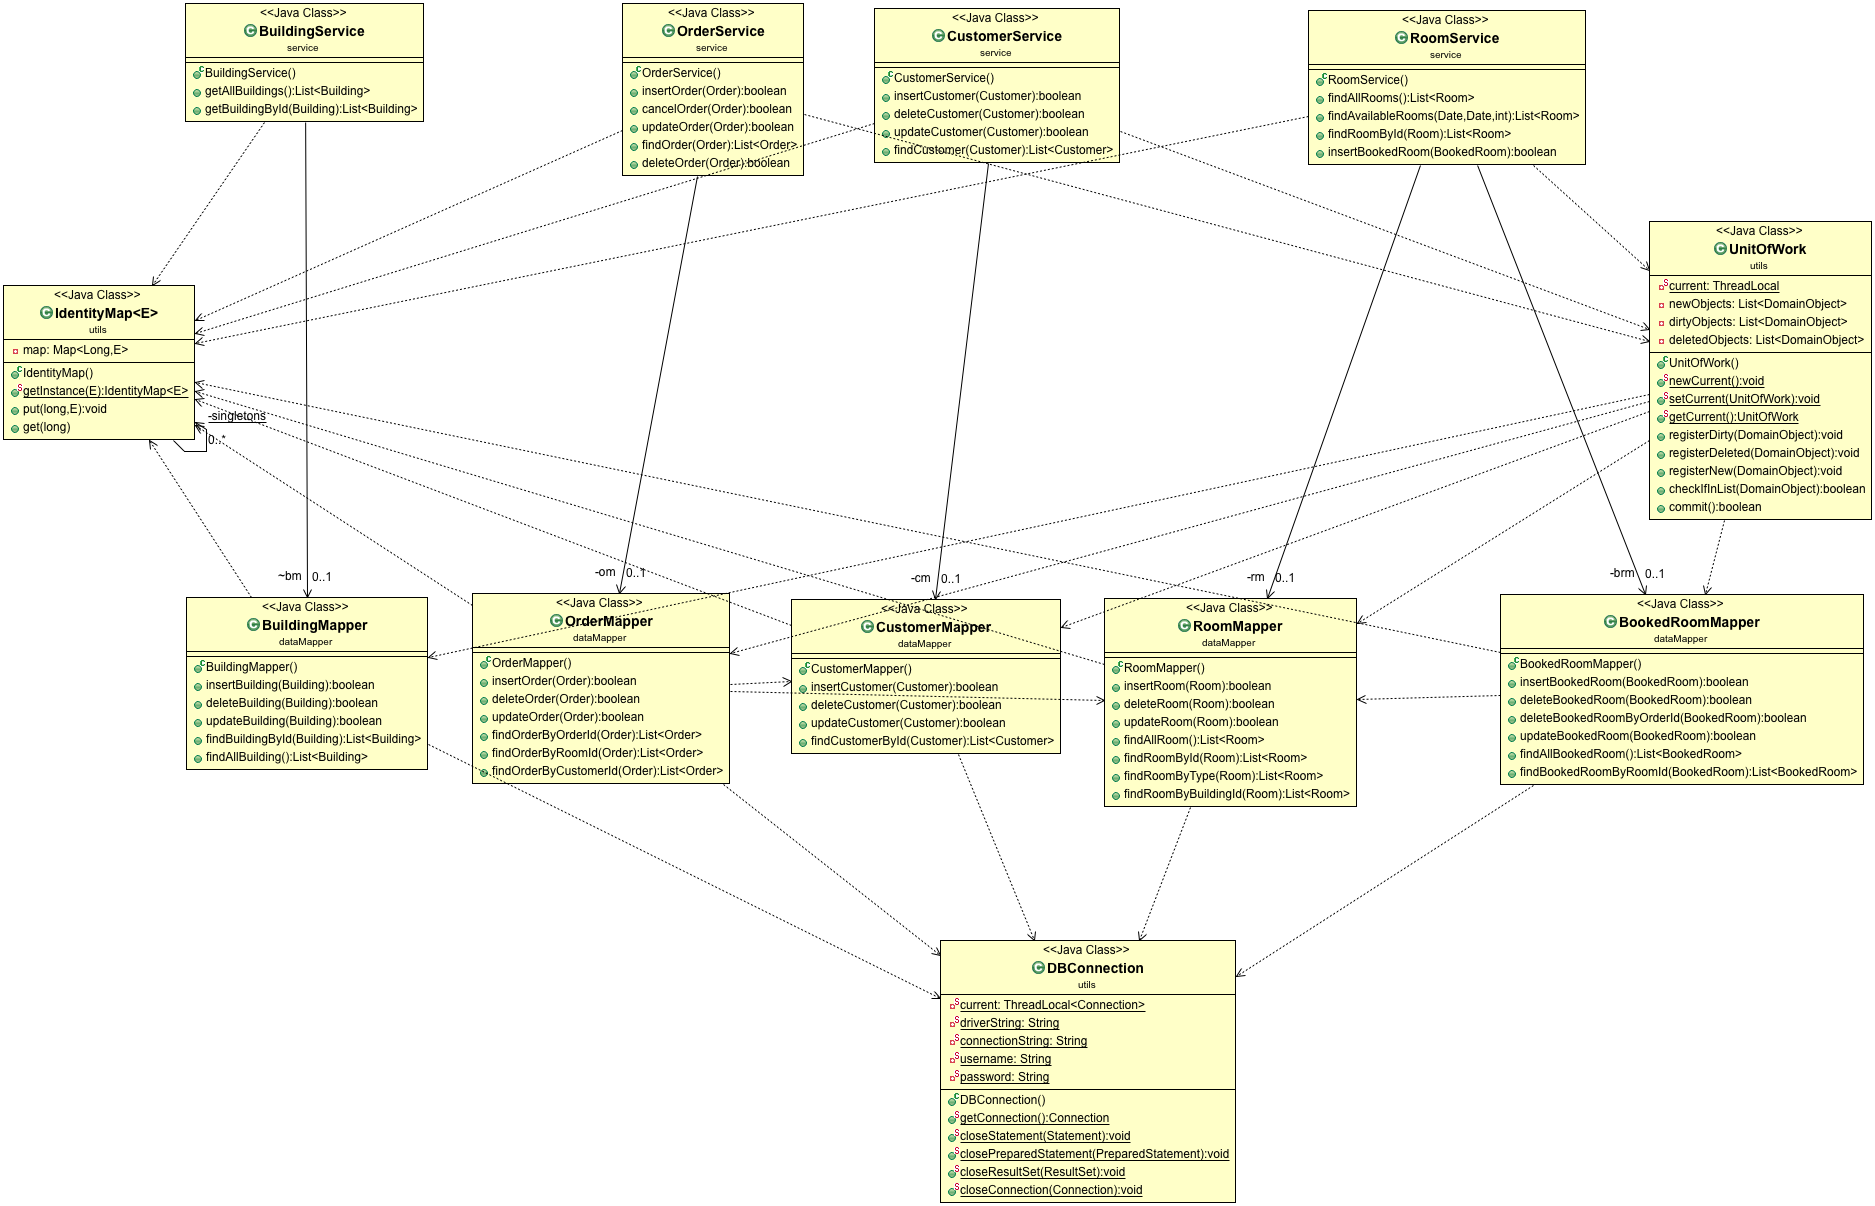 <<Java Class>>
BuildingService
service
BuildingService()
getAllBuildings():List<Building>
getBuildingById(Building):List<Building>
<<Java Class>>
OrderService
service
OrderService()
insertOrder(Order):boolean
cancelOrder(Order):boolean
updateOrder(Order):boolean
findOrder(Order):List<Order>
deleteOrder(Order):boolean
<<Java Class>>
CustomerService
service
CustomerService()
insertCustomer(Customer):boolean
deleteCustomer(Customer):boolean
updateCustomer(Customer):boolean
findCustomer(Customer):List<Customer>
<<Java Class>>
RoomService
service
RoomService()
findAllRooms():List<Room>
findAvailableRooms(Date,Date,int):List<Room>
findRoomById(Room):List<Room>
insertBookedRoom(BookedRoom):boolean
<<Java Class>>
UnitOfWork
utils
current: ThreadLocal
newObjects: List<DomainObject>
dirtyObjects: List<DomainObject>
deletedObjects: List<DomainObject>
UnitOfWork()
newCurrent():void
setCurrent(UnitOfWork):void
getCurrent():UnitOfWork
registerDirty(DomainObject):void
registerDeleted(DomainObject):void
registerNew(DomainObject):void
checkIfInList(DomainObject):boolean
commit():boolean
<<Java Class>>
IdentityMap<E>
utils
map: Map<Long,E>
IdentityMap()
getInstance(E):IdentityMap<E>
put(long,E):void
get(long)
-singletons
0..*
~bm 0..1
-om 0..1
-cm 0..1
-rm 0..1
-brm 0..1
<<Java Class>>
BuildingMapper
dataMapper
BuildingMapper()
insertBuilding(Building):boolean
deleteBuilding(Building):boolean
updateBuilding(Building):boolean
findBuildingById(Building):List<Building>
findAllBuilding():List<Building>
<<Java Class>>
OrderMapper
dataMapper
OrderMapper()
insertOrder(Order):boolean
deleteOrder(Order):boolean
updateOrder(Order):boolean
findOrderByOrderId(Order):List<Order>
findOrderByRoomId(Order):List<Order>
findOrderByCustomerId(Order):List<Order>
<<Java Class>>
CustomerMapper
dataMapper
CustomerMapper()
insertCustomer(Customer):boolean
deleteCustomer(Customer):boolean
updateCustomer(Customer):boolean
findCustomerById(Customer):List<Customer>
<<Java Class>>
RoomMapper
dataMapper
RoomMapper()
insertRoom(Room):boolean
deleteRoom(Room):boolean
updateRoom(Room):boolean
findAllRoom():List<Room>
findRoomById(Room):List<Room>
findRoomByType(Room):List<Room>
findRoomByBuildingId(Room):List<Room>
<<Java Class>>
BookedRoomMapper
dataMapper
BookedRoomMapper()
insertBookedRoom(BookedRoom):boolean
deleteBookedRoom(BookedRoom):boolean
deleteBookedRoomByOrderId(BookedRoom):boolean
updateBookedRoom(BookedRoom):boolean
findAllBookedRoom():List<BookedRoom>
findBookedRoomByRoomId(BookedRoom):List<BookedRoom>
<<Java Class>>
DBConnection
utils
current: ThreadLocal<Connection>
driverString: String
connectionString: String
username: String
password: String
DBConnection()
getConnection():Connection
closeStatement(Statement):void
closePreparedStatement(PreparedStatement):void
closeResultSet(ResultSet):void
closeConnection(Connection):void